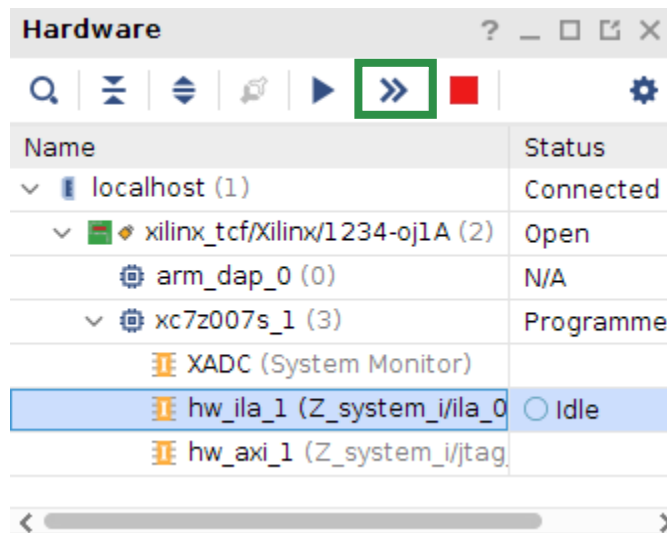 Hardware
Name Status
localhost (1) Connected
xilinx_tcf/Xilinx/1234-oj1A (2) Open
arm_dap_0 (0) N/A
xc7z007s_1 (3) Programme
XADC (System Monitor)
hw_ila_1 (Z_system_i/ila_0 Idle
hw_axi_1 (Z_system_i/jtag_